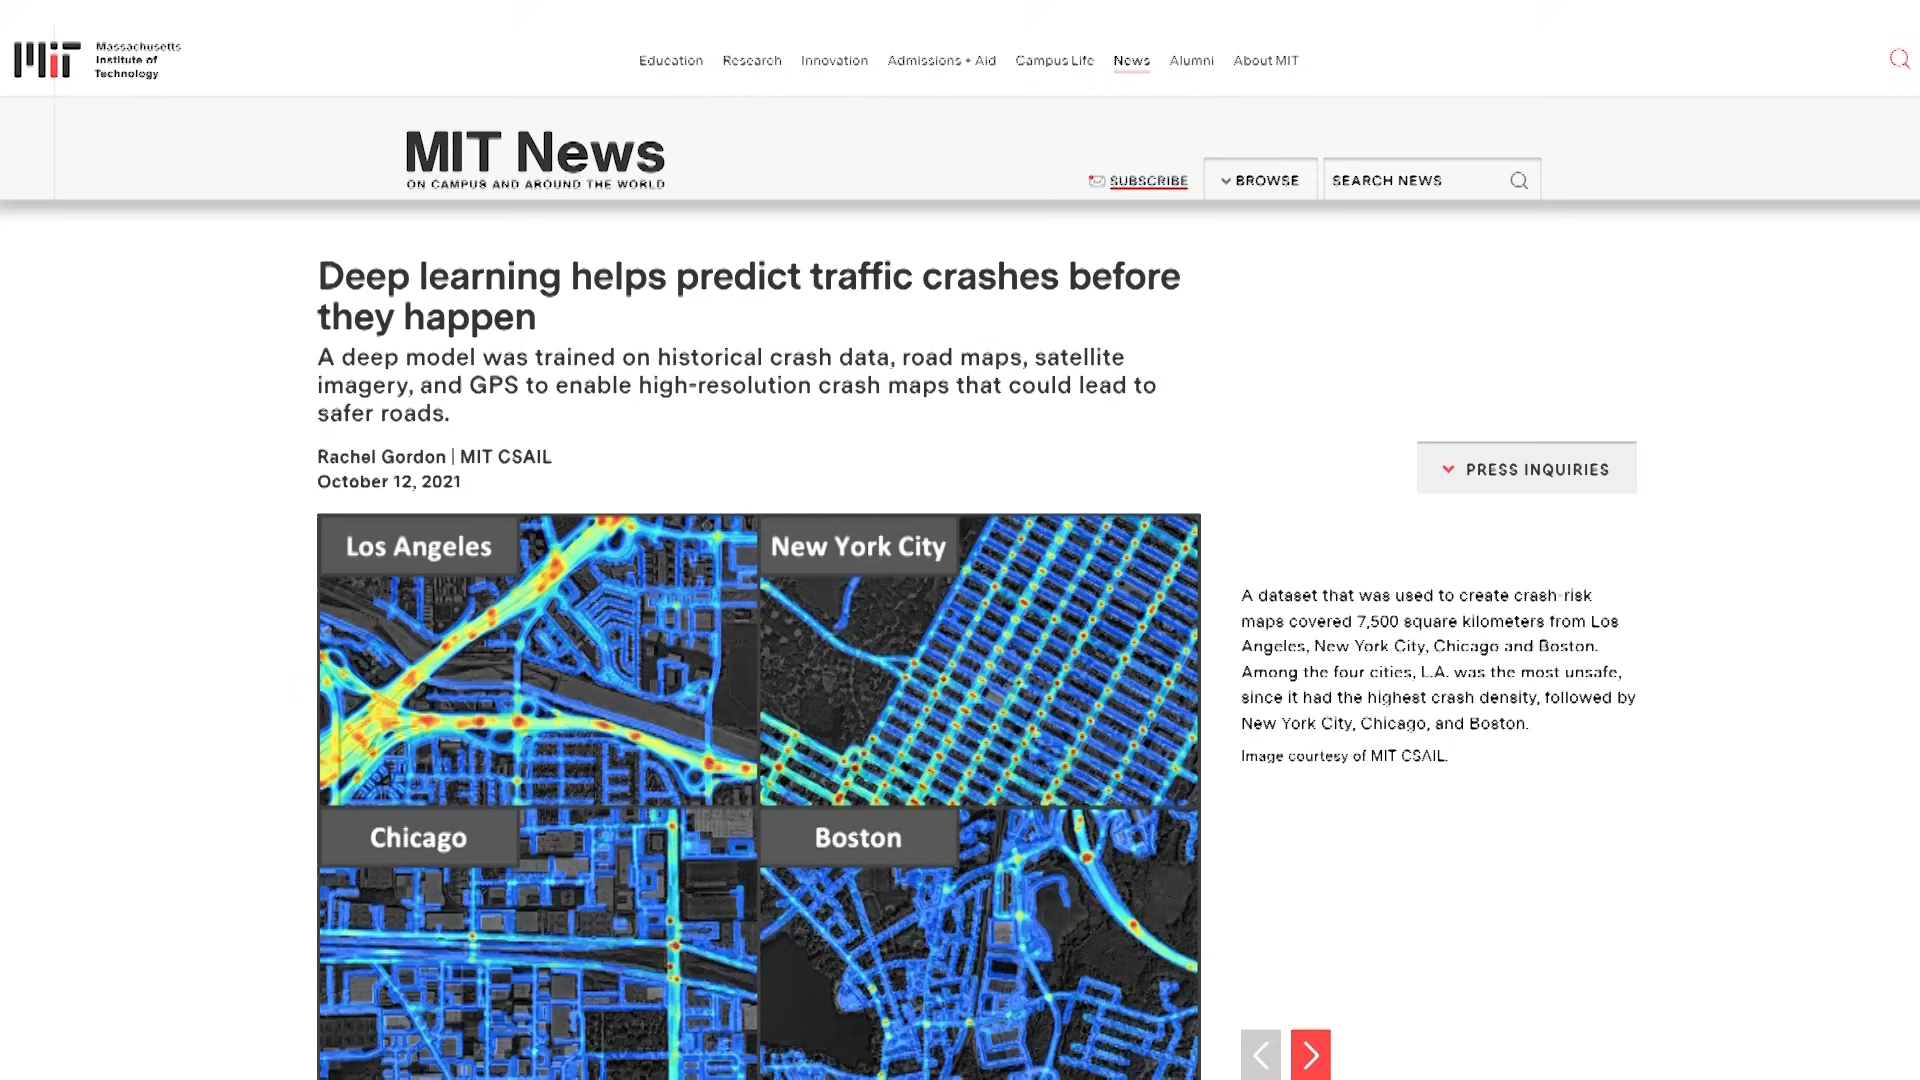 Massachusetts
Institute of
Technology
Education Research Innovation Admissions + Aid Campus Life News Alumni About MIT
MIT News
ON CAMPUS AND AROUND THE WORLD
SUBSCRIBE
BROWSE
SEARCH NEWS
Deep learning helps predict traffic crashes before
they happen
A deep model was trained on historical crash data, road maps, satellite
imagery, and GPS to enable high-resolution crash maps that could lead to
safer roads.
Rachel Gordon | MIT CSAIL
October 12, 2021
PRESS INQUIRIES
Los Angeles
New York City
Chicago
Boston
A dataset that was used to create crash-risk
maps covered 7,500 square kilometers from Los
Angeles, New York City, Chicago and Boston.
Among the four cities, L.A. was the most unsafe,
since it had the highest crash density, followed by
New York City, Chicago, and Boston.
Image courtesy of MIT CSAIL.